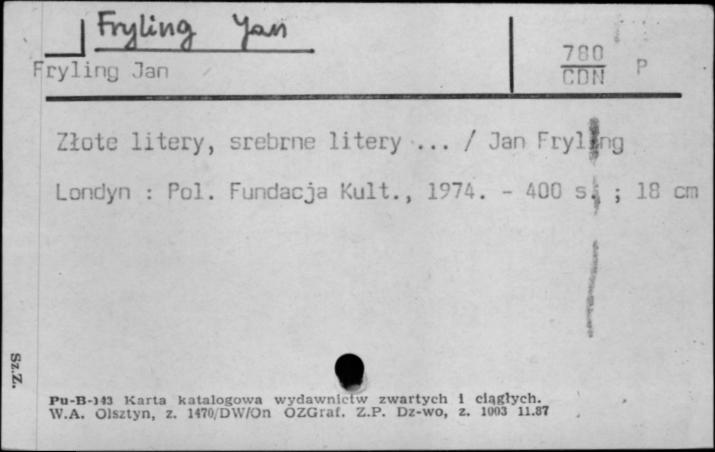 Fryling Jan
780
Fryling Jan
CDN P
Złote litery, srebrne litery ... / Jan Fryling
Londyn : Pol. Fundacja Kult., 1974. - 400 s. ; 18 cm
Sz.Z.
Pu-B-143 Karta katalogowa wydawnictw zwartych i ciągłych.
W.A. Olsztyn, z. 1470/DW/On OZGraf. Z.P. Dz-wo, z. 1003 11.87